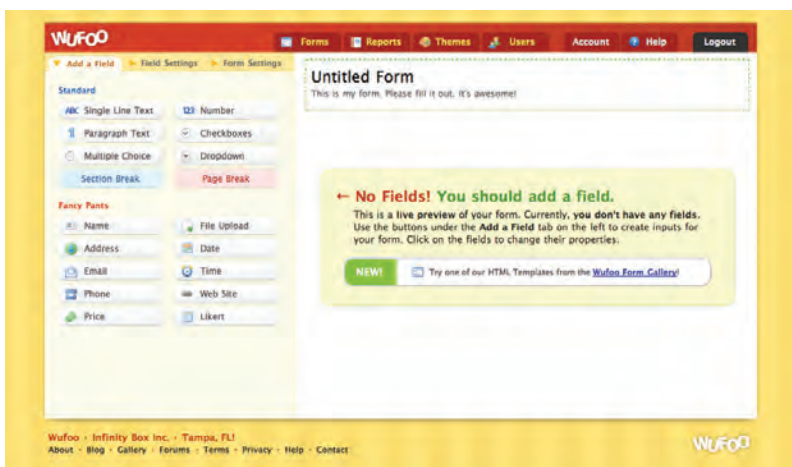 WUFOO
Forms Reports Themes Users Account Help Logout
Add a Field Field Settings Form Settings
Standard
ABC Single Line Text 123 Number
Paragraph Text Checkboxes
Multiple Choice Dropdown
Section Break Page Break
Fancy Pants
Name File Upload
Address Date
Email Time
Phone Web Site
Price Likert
Untitled Form
This is my form. Please fill it out. It's awesome!
← No Fields! You should add a field.
This is a live preview of your form. Currently, you don't have any fields.
Use the buttons under the Add a Field tab on the left to create inputs for
your form. Click on the fields to change their properties.
NEW! Try one of our HTML Templates from the Wufoo Form Gallery!
Wufoo · Infinity Box Inc. · Tampa, FL!
About · Blog · Gallery · Forums · Terms · Privacy · Help · Contact
WUFOO